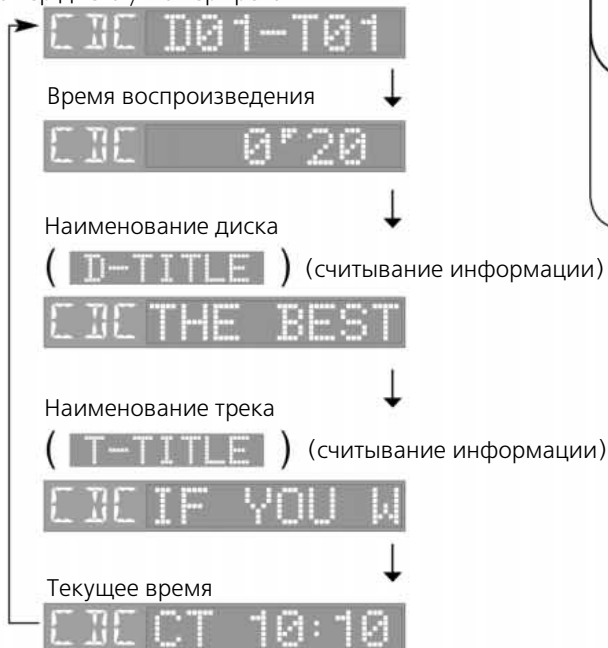 CDC D01-T01
Время воспроизведения
CDC 0'20
Наименование диска
( D-TITLE ) (считывание информации)
CDC THE BEST
Наименование трека
( T-TITLE ) (считывание информации)
CDC IF YOU W
Текущее время
CDC CT 10:10